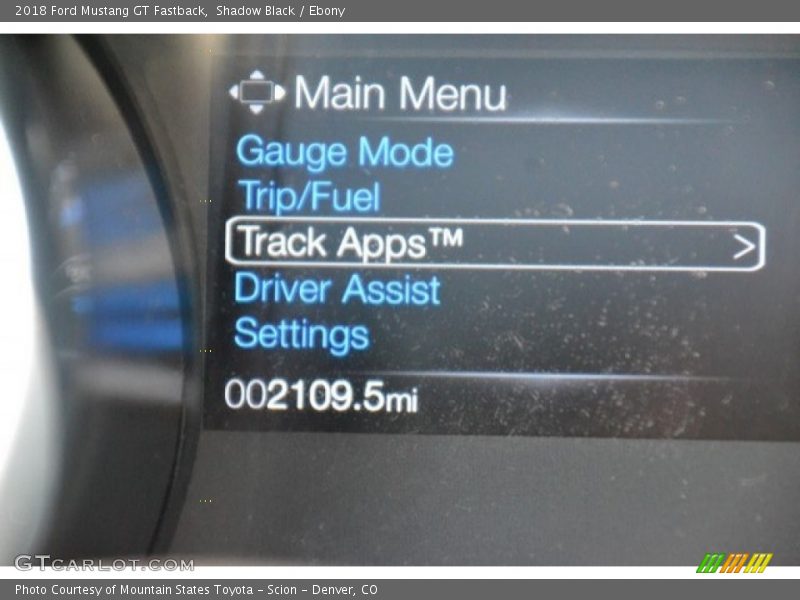 2018 Ford Mustang GT Fastback, Shadow Black / Ebony
Main Menu
Gauge Mode
Trip/Fuel
Track Apps™ >
Driver Assist
Settings
002109.5mi
GTCARLOT.COM
Photo Courtesy of Mountain States Toyota - Scion - Denver, CO